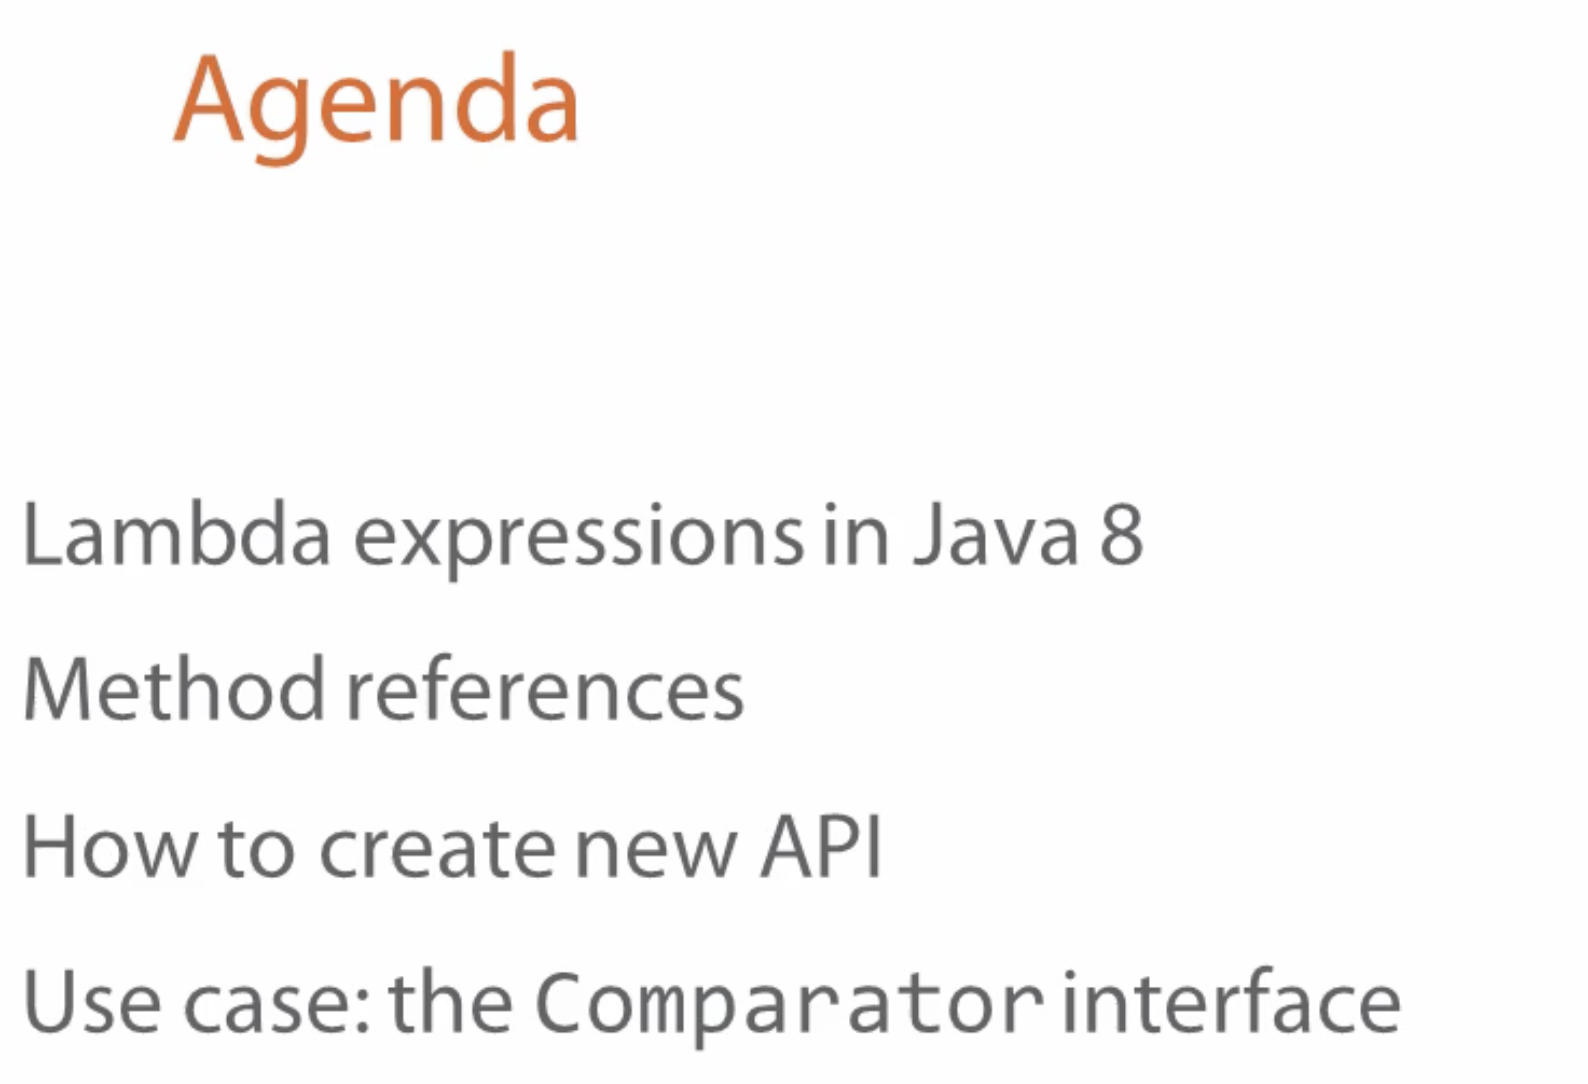 Agenda
Lambda expressions in Java 8
Method references
How to create new API
Use case: the Comparator interface